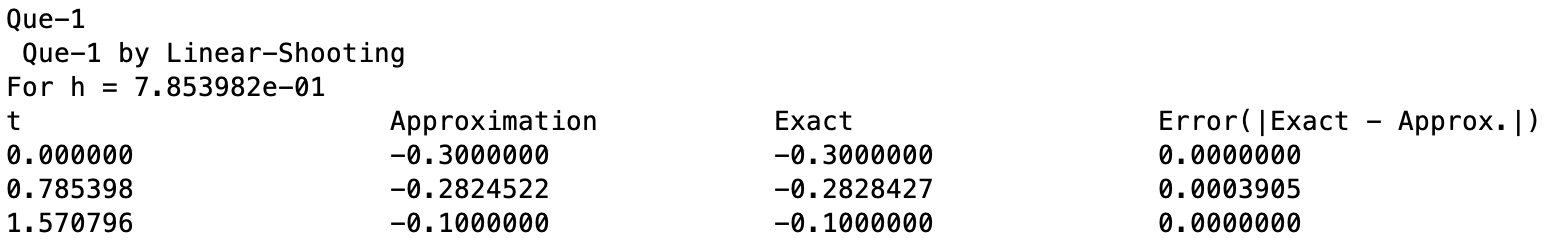 Que-1
Que-1 by Linear-Shooting
For h = 7.853982e-01
t Approximation Exact Error(|Exact - Approx.|)
0.000000 -0.3000000 -0.3000000 0.0000000
0.785398 -0.2824522 -0.2828427 0.0003905
1.570796 -0.1000000 -0.1000000 0.0000000